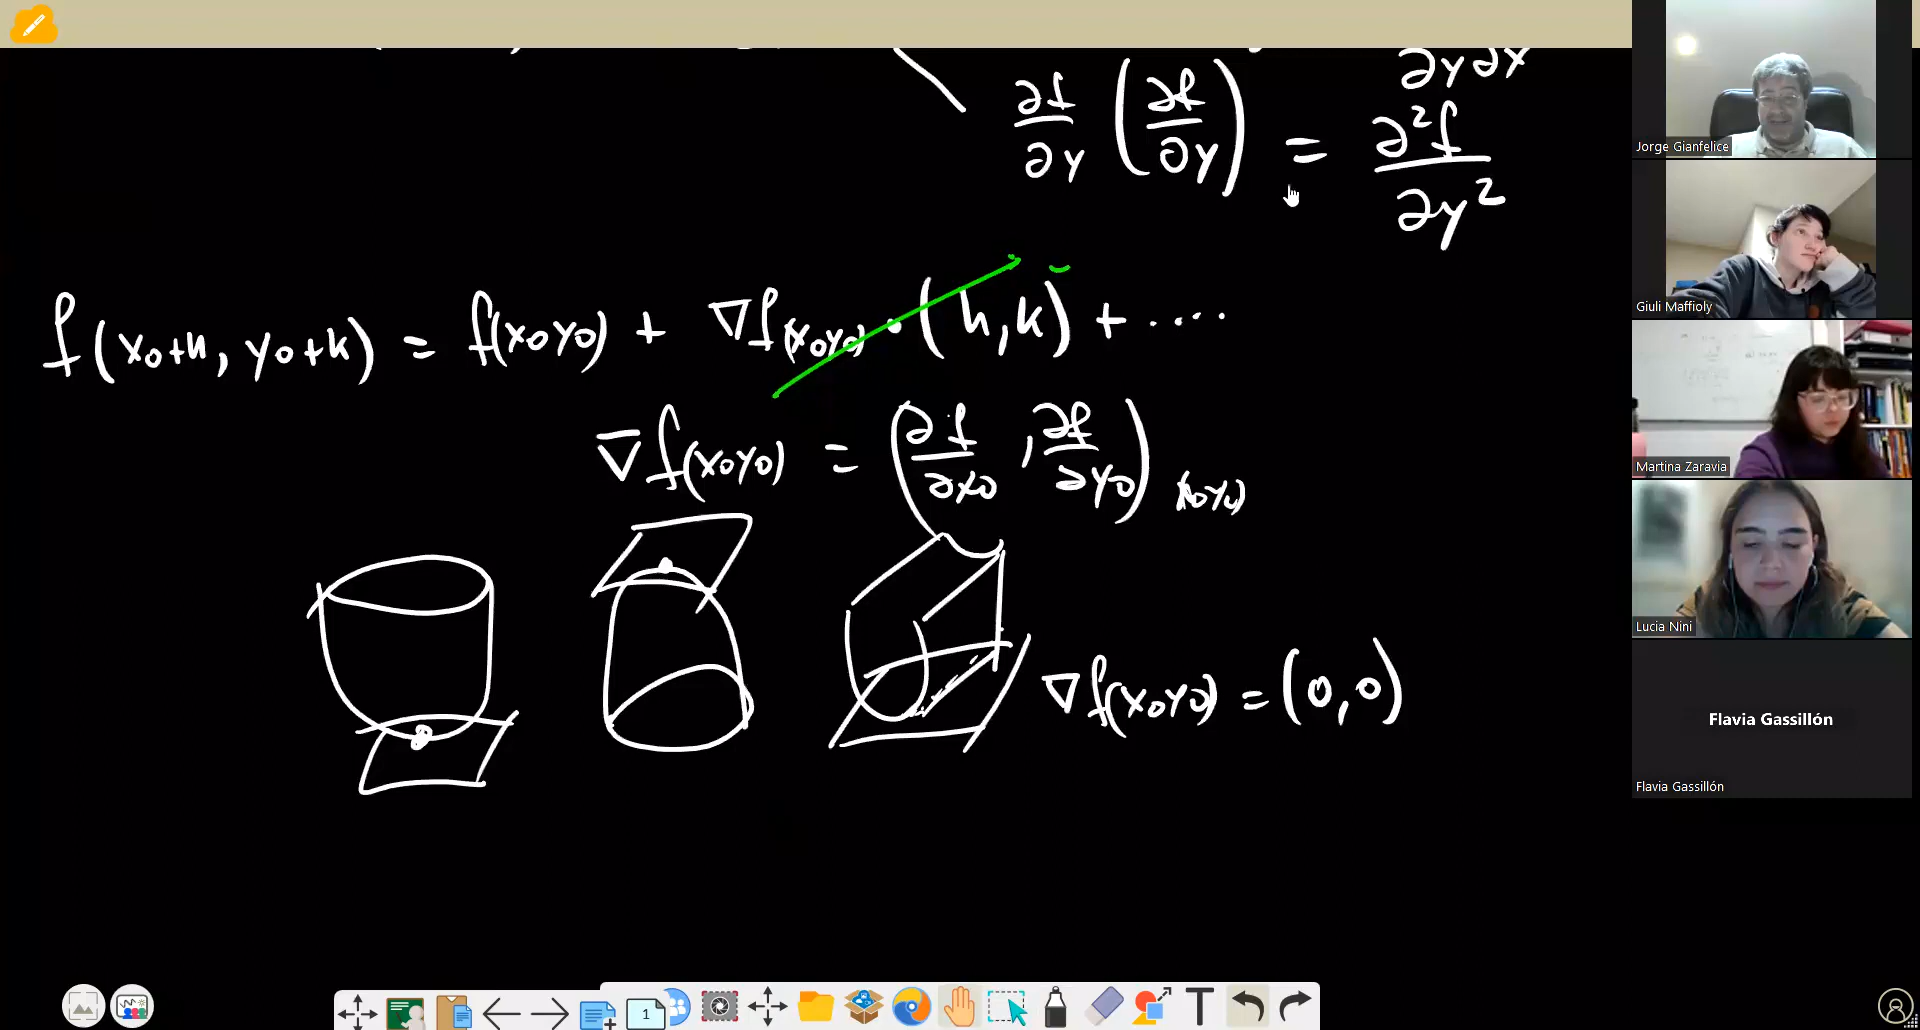 ∂y∂x
∂f/∂y (∂f/∂y) = ∂²f/∂y²
f(x0+h, y0+k) = f(x0y0) + ∇f(x0y0) · (h,k) + ....
∇f(x0y0) = (∂f/∂x0, ∂f/∂y0) (x0y0)
∇f(x0y0) = (0,0)
Jorge Gianfelice
Giuli Maffioly
Martina Zaravia
Lucia Nini
Flavia Gassillón
Flavia Gassillón
1
T